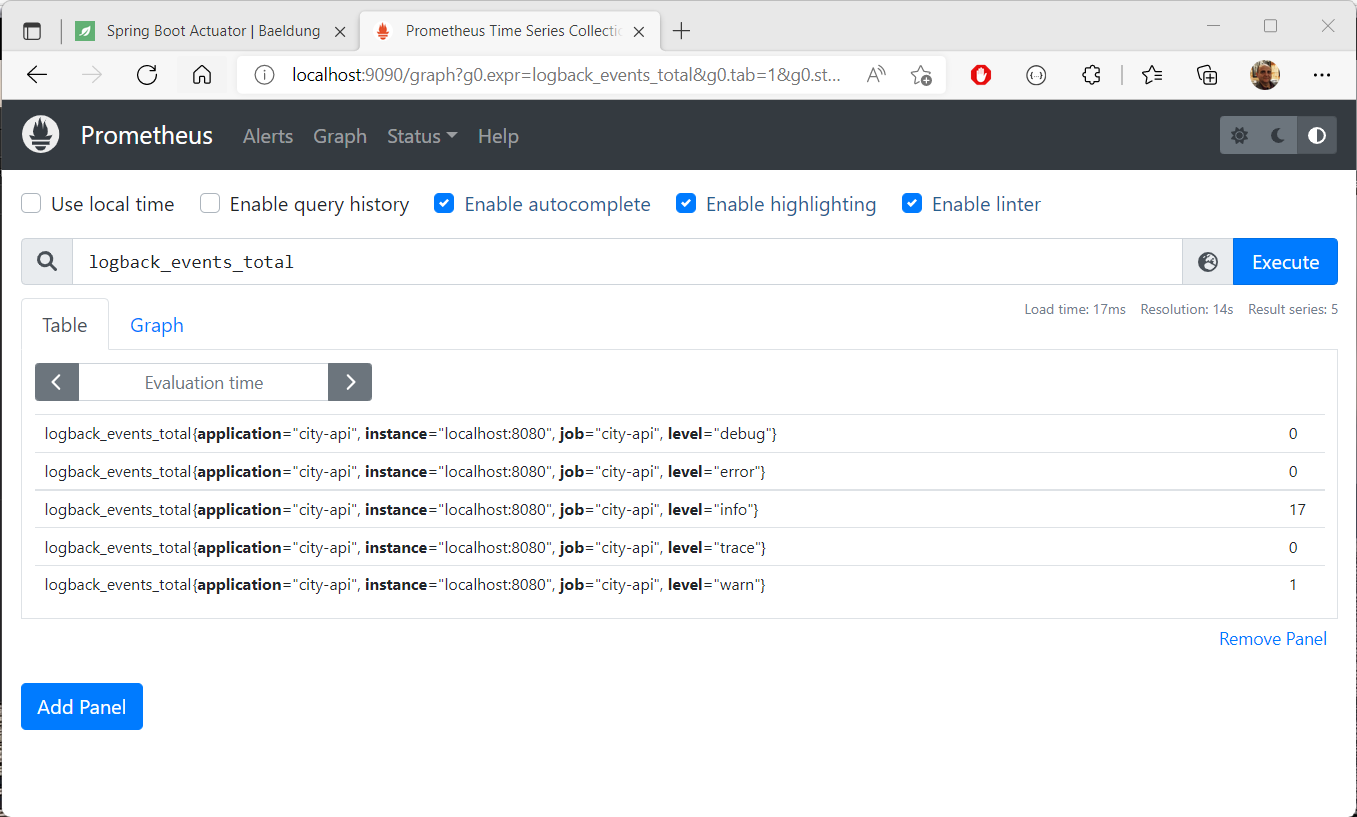 Spring Boot Actuator | Baeldung
Prometheus Time Series Collectio
localhost:9090/graph?g0.expr=logback_events_total&g0.tab=1&g0.st...
Prometheus Alerts Graph Status Help
Use local time Enable query history Enable autocomplete Enable highlighting Enable linter
logback_events_total Execute
Load time: 17ms Resolution: 14s Result series: 5
Table Graph
Evaluation time
logback_events_total{application="city-api", instance="localhost:8080", job="city-api", level="debug"} 0
logback_events_total{application="city-api", instance="localhost:8080", job="city-api", level="error"} 0
logback_events_total{application="city-api", instance="localhost:8080", job="city-api", level="info"} 17
logback_events_total{application="city-api", instance="localhost:8080", job="city-api", level="trace"} 0
logback_events_total{application="city-api", instance="localhost:8080", job="city-api", level="warn"} 1
Remove Panel
Add Panel